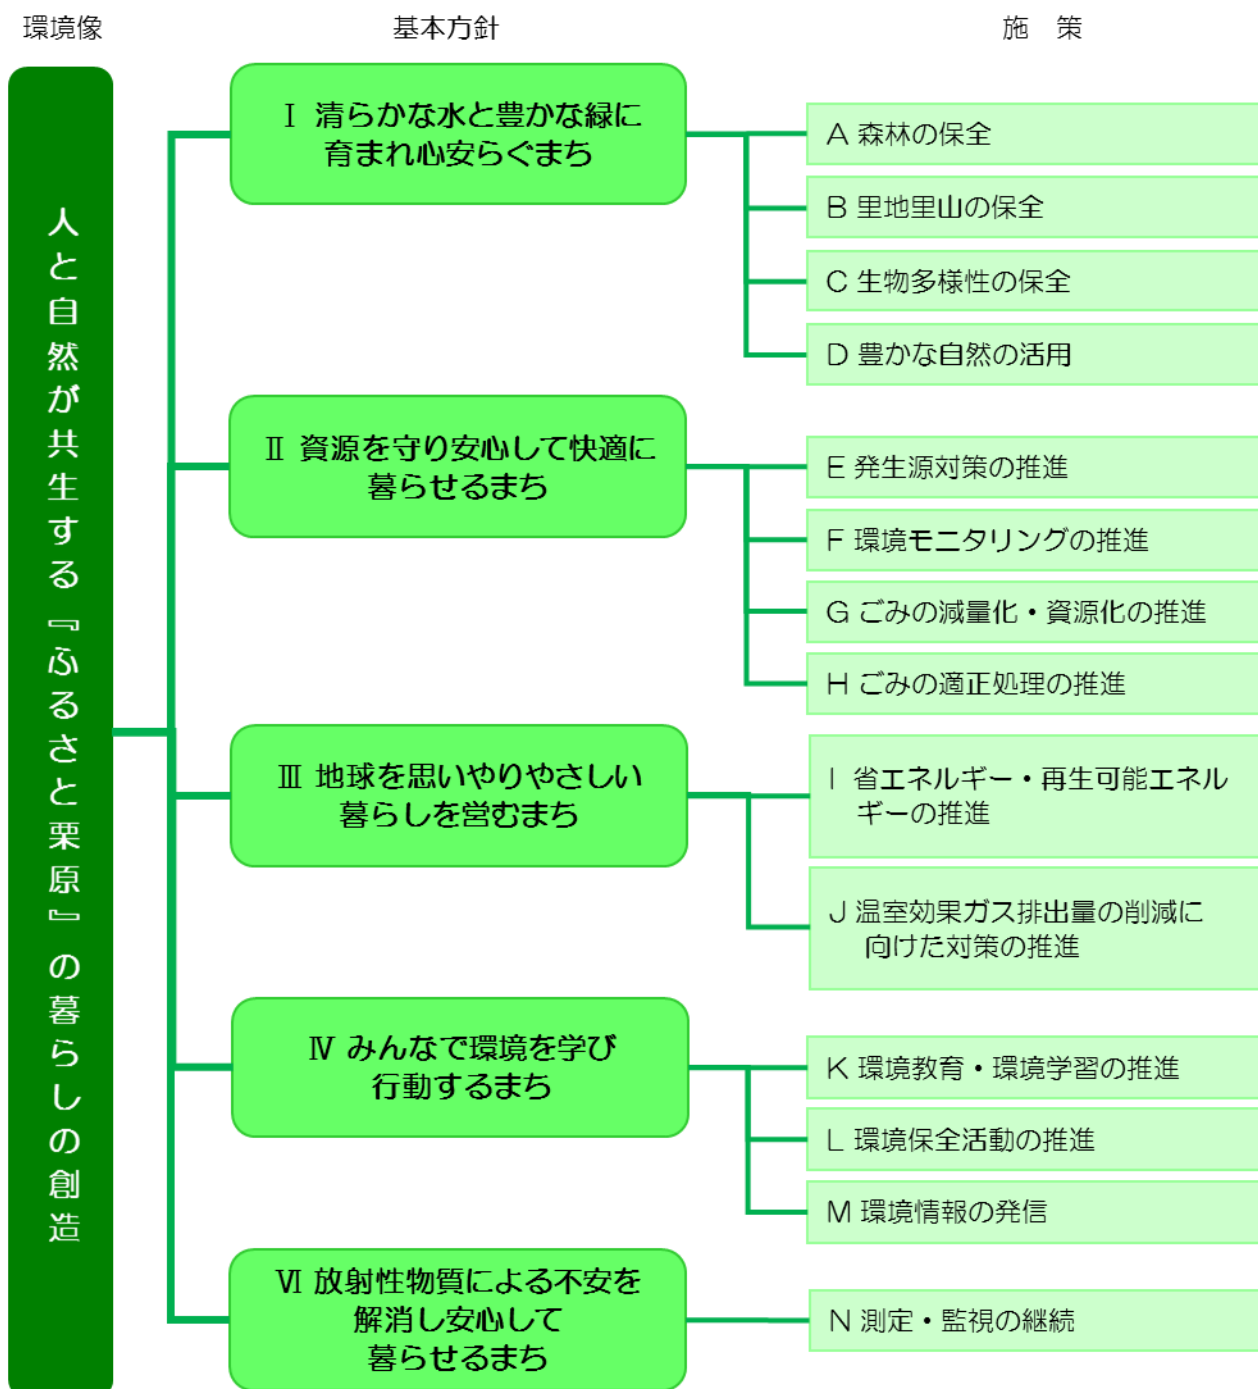 環境像
基本方針
施 策
人と自然が共生する『ふるさと栗原』の暮らしの創造
Ⅰ 清らかな水と豊かな緑に
育まれ心安らぐまち
A 森林の保全
B 里地里山の保全
C 生物多様性の保全
D 豊かな自然の活用
Ⅱ 資源を守り安心して快適に
暮らせるまち
E 発生源対策の推進
F 環境モニタリングの推進
G ごみの減量化・資源化の推進
H ごみの適正処理の推進
Ⅲ 地球を思いやりやさしい
暮らしを営むまち
I 省エネルギー・再生可能エネル
ギーの推進
J 温室効果ガス排出量の削減に
向けた対策の推進
Ⅳ みんなで環境を学び
行動するまち
K 環境教育・環境学習の推進
L 環境保全活動の推進
M 環境情報の発信
Ⅵ 放射性物質による不安を
解消し安心して
暮らせるまち
N 測定・監視の継続